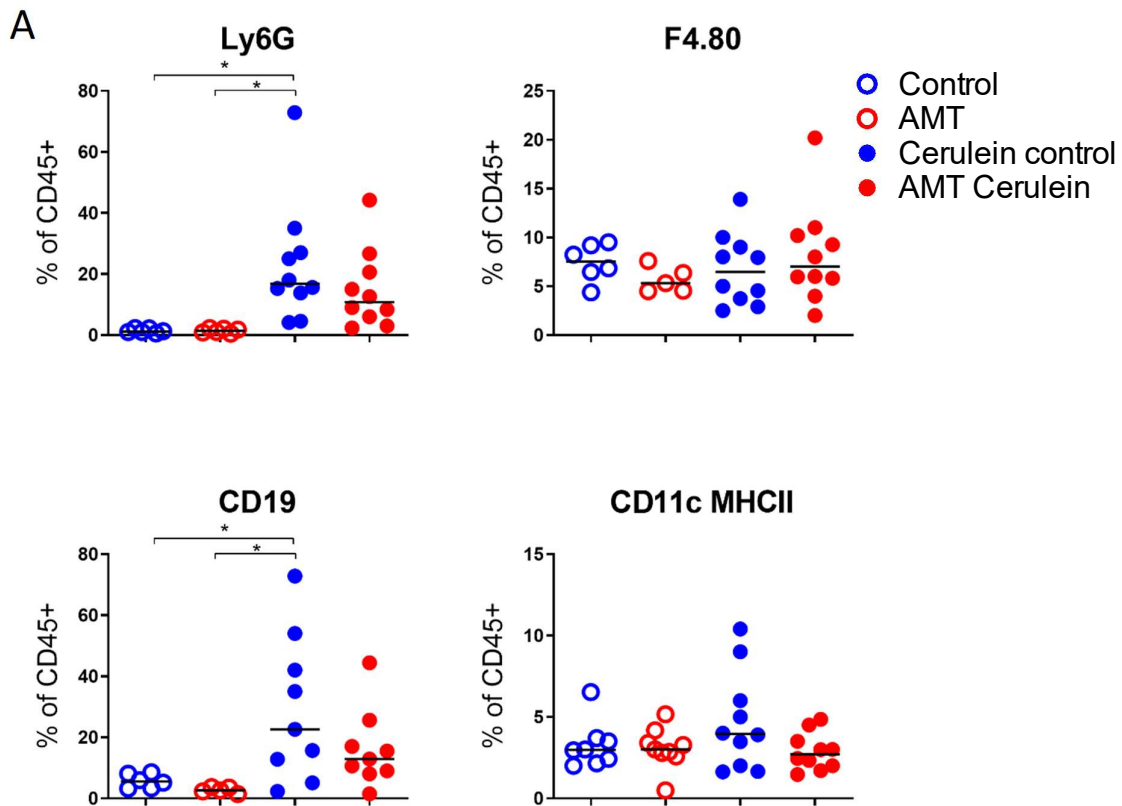 A
Ly6G
*
*
80
60
40
20
0
% of CD45+
F4.80
25
20
15
10
5
0
% of CD45+
Control
AMT
Cerulein control
AMT Cerulein
CD19
*
*
80
60
40
20
0
% of CD45+
CD11c MHCII
15
10
5
0
% of CD45+